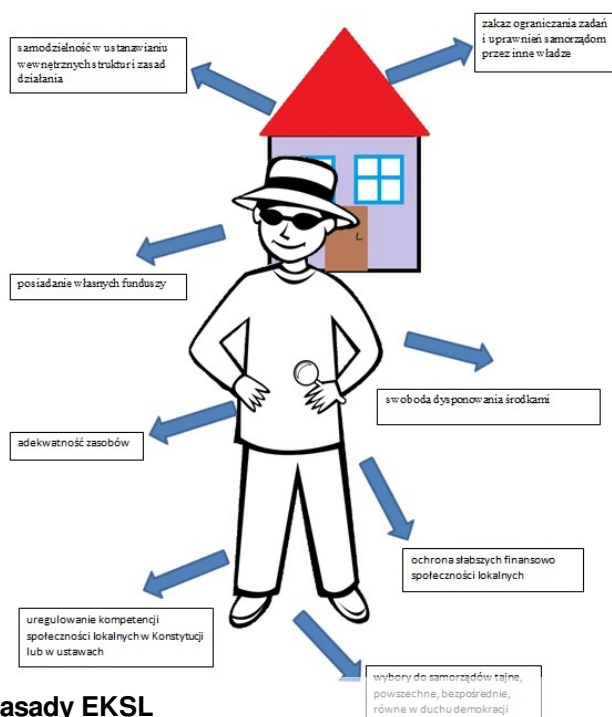 samodzielność w ustanawianiu
wewnętrznych struktur i zasad
działania
zakaz ograniczania zadań
i uprawnień samorządom
przez inne władze
posiadanie własnych funduszy
swoboda dysponowania środkami
adekwatność zasobów
ochrona słabszych finansowo
społeczności lokalnych
uregulowanie kompetencji
społeczności lokalnych w Konstytucji
lub w ustawach
wybory do samorządów tajne,
powszechne, bezpośrednie,
równe w duchu demokracji
asady EKSL